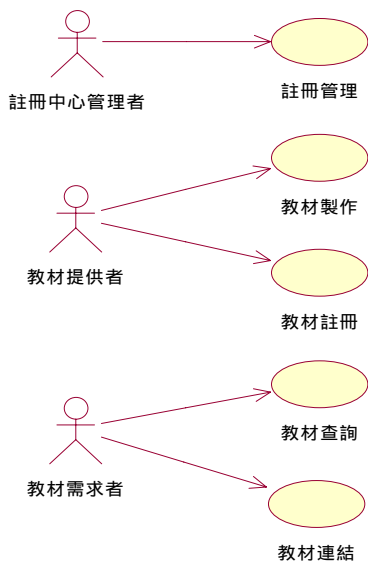 註冊中心管理者
註冊管理
教材製作
教材提供者
教材註冊
教材查詢
教材需求者
教材連結